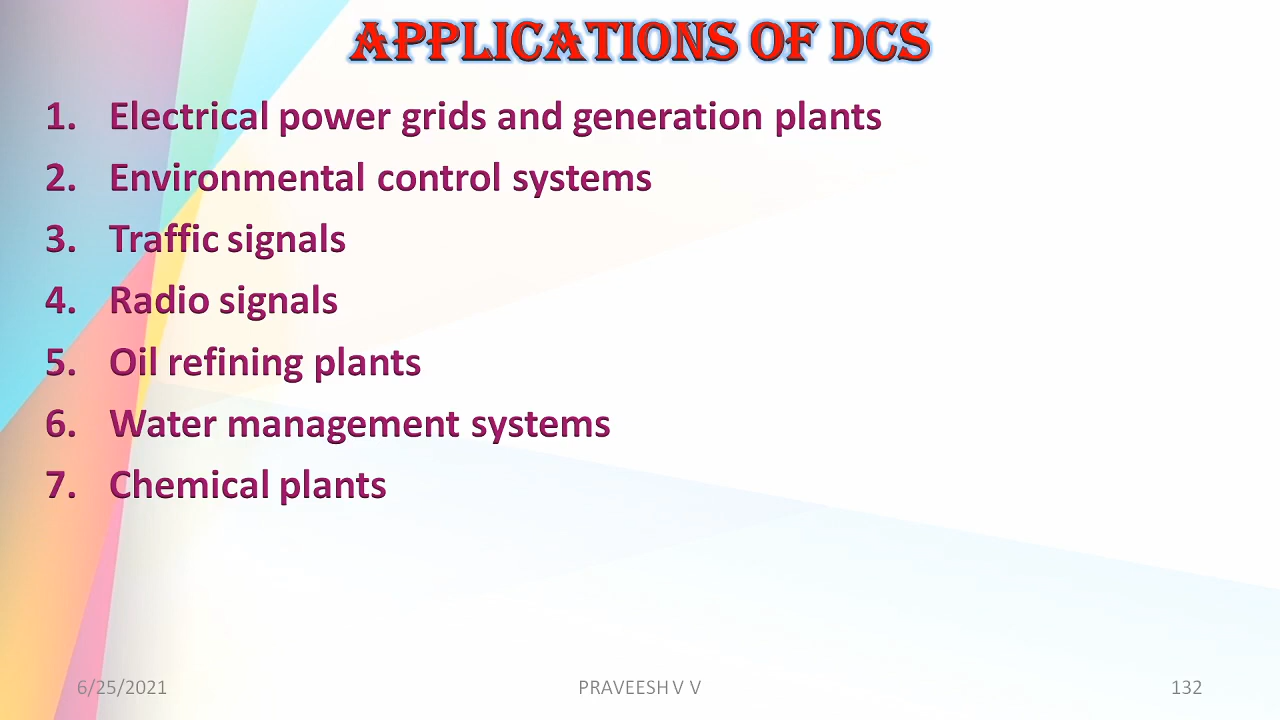 APPLICATIONS OF DCS
1. Electrical power grids and generation plants
2. Environmental control systems
3. Traffic signals
4. Radio signals
5. Oil refining plants
6. Water management systems
7. Chemical plants
6/25/2021 PRAVEESH V V 132